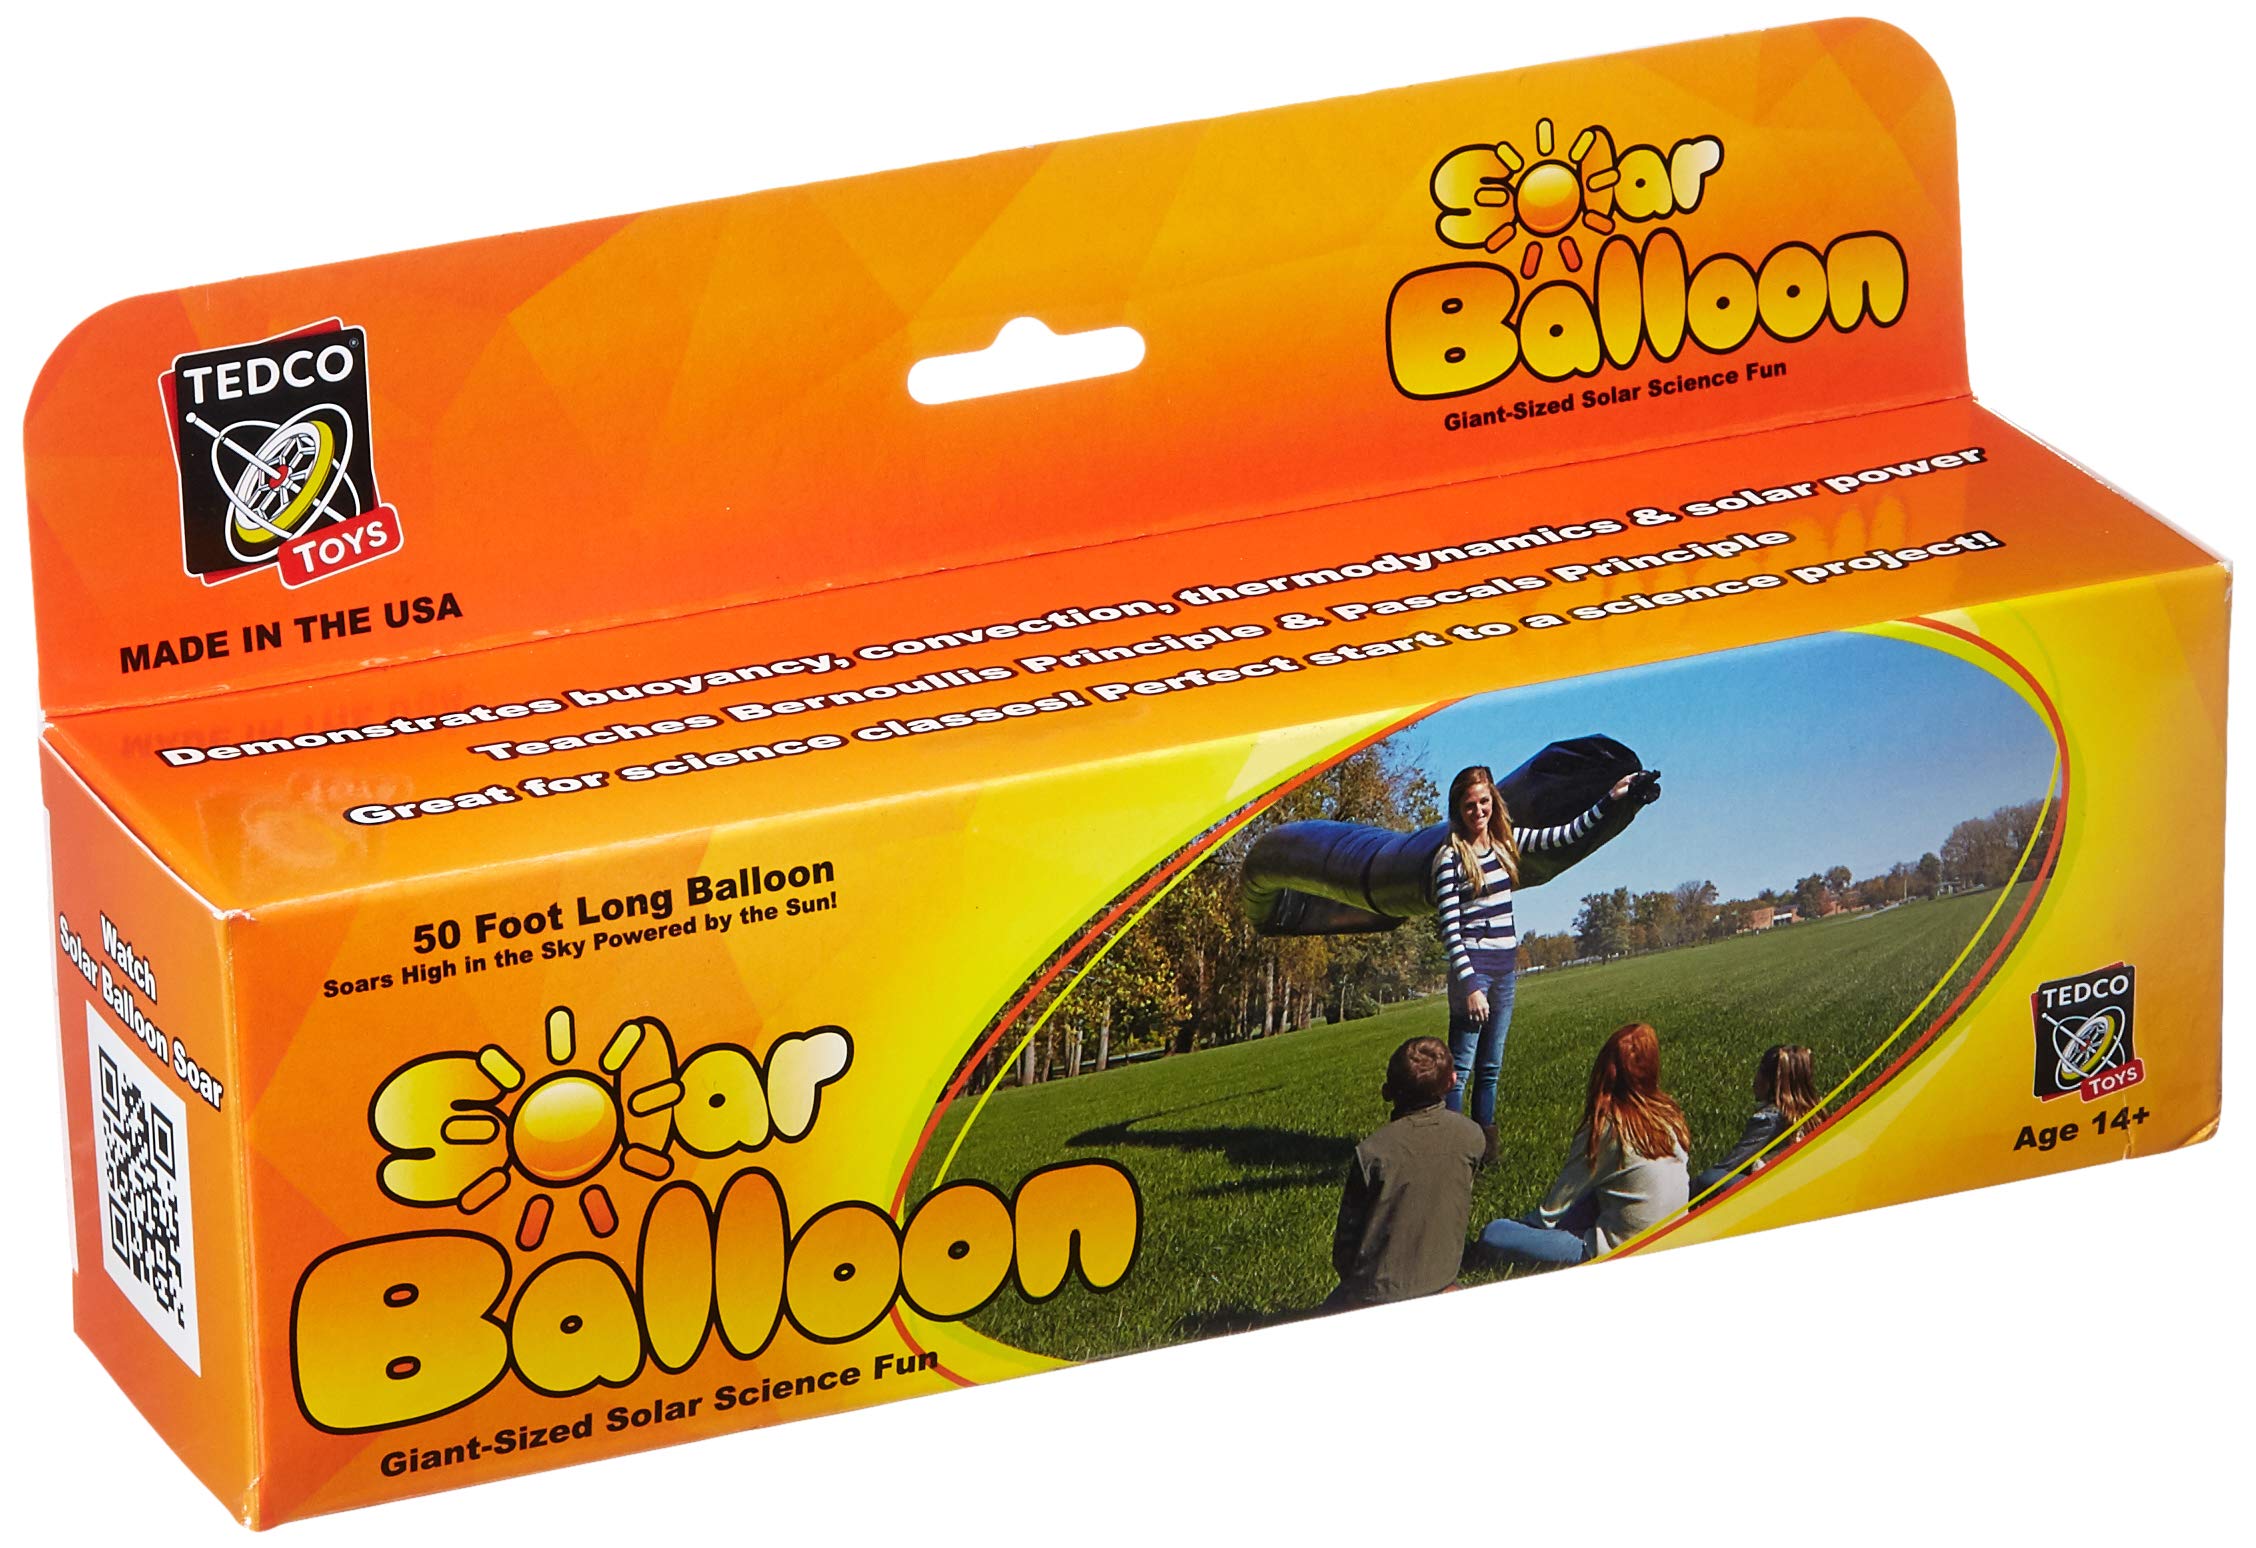 TEDCO
TOYS
MADE IN THE USA
Solar
Balloon
Giant-Sized Solar Science Fun
Demonstrates buoyancy, convection, thermodynamics & solar power
Teaches Bernoullis Principle & Pascals Principle
Great for science classes! Perfect start to a science project!
Watch
Solar Balloon Soar
50 Foot Long Balloon
Soars High in the Sky Powered by the Sun!
Solar
Balloon
Giant-Sized Solar Science Fun
TEDCO
TOYS
Age 14+